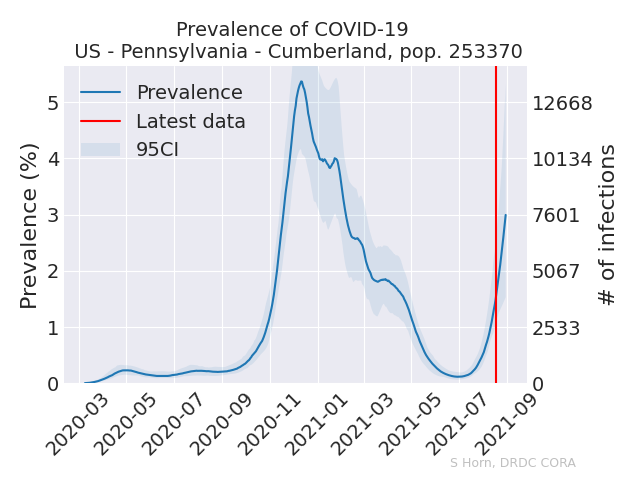 Prevalence of COVID-19
US - Pennsylvania - Cumberland, pop. 253370
Prevalence
Latest data
95CI
Prevalence (%)
5
4
3
2
1
0
12668
10134
7601
5067
2533
0
# of infections
2020-03
2020-05
2020-07
2020-09
2020-11
2021-01
2021-03
2021-05
2021-07
2021-09
S Horn, DRDC CORA